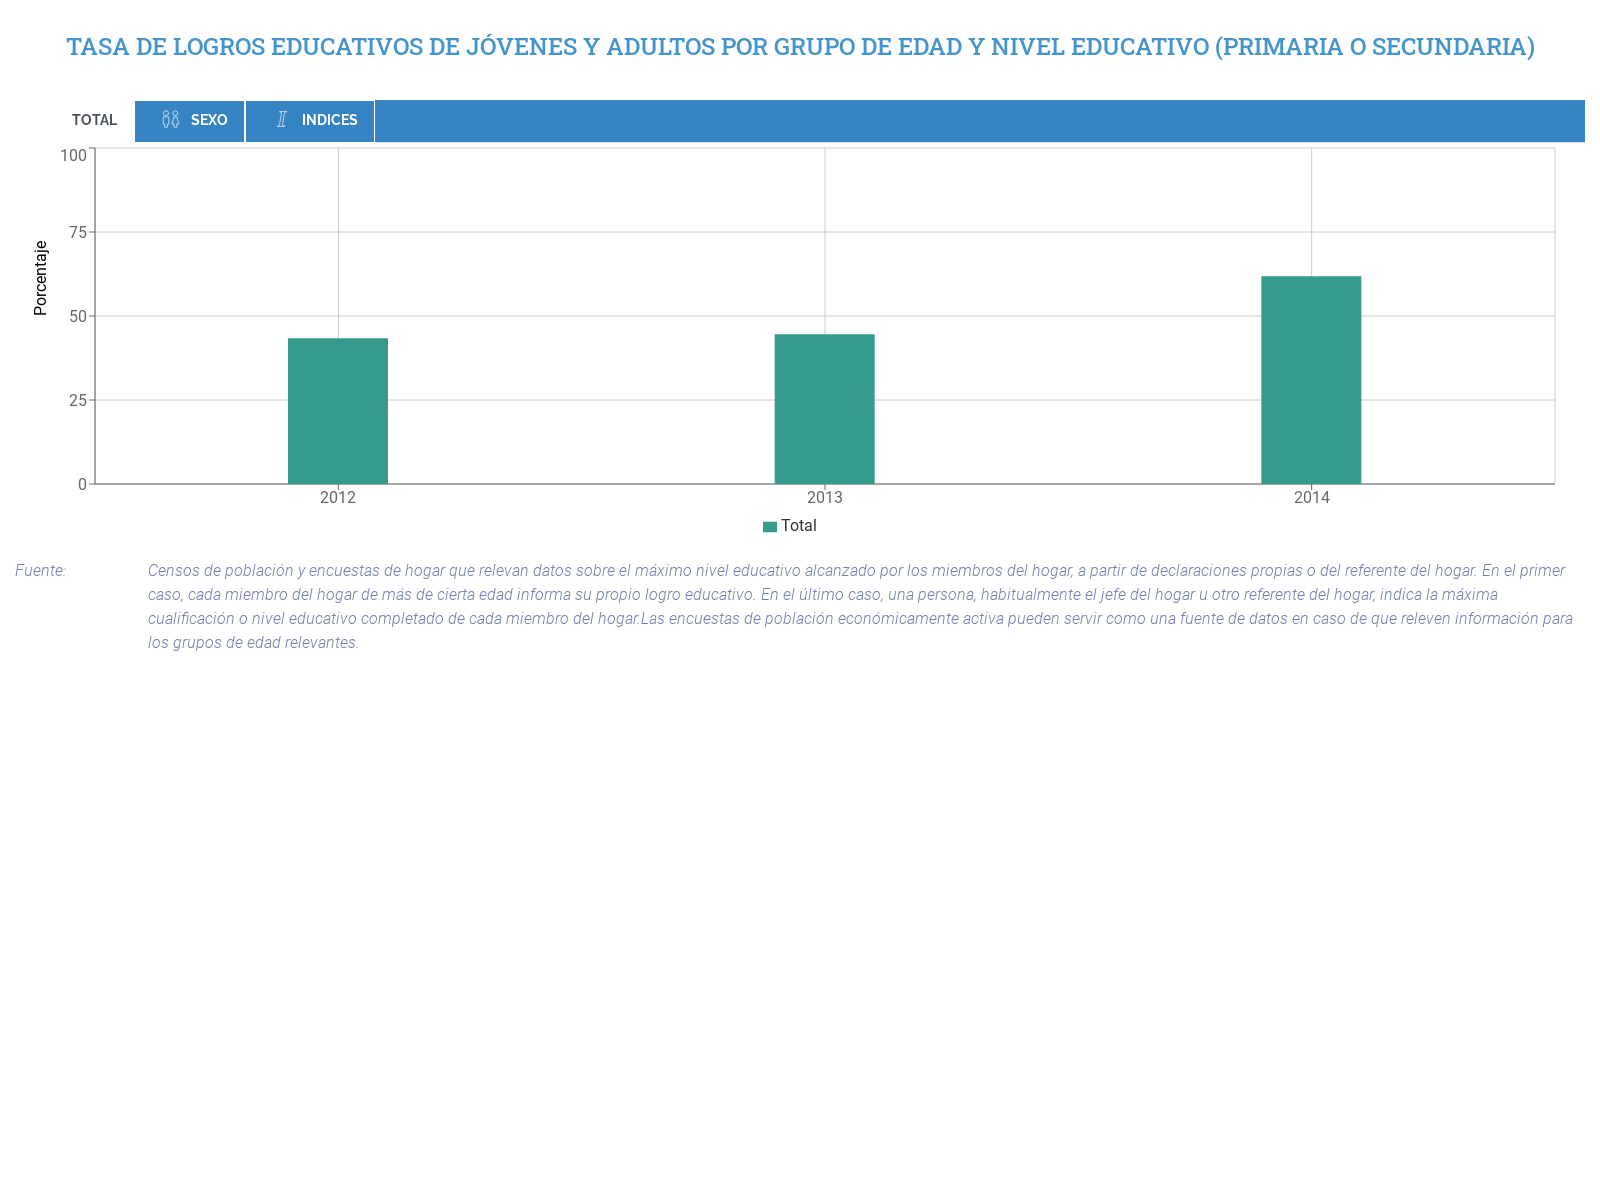 TASA DE LOGROS EDUCATIVOS DE JÓVENES Y ADULTOS POR GRUPO DE EDAD Y NIVEL EDUCATIVO (PRIMARIA O SECUNDARIA)
TOTAL SEXO INDICES
100
75
50
25
0
Porcentaje
2012 2013 2014
Total
Fuente: Censos de población y encuestas de hogar que relevan datos sobre el máximo nivel educativo alcanzado por los miembros del hogar, a partir de declaraciones propias o del referente del hogar. En el primer
caso, cada miembro del hogar de más de cierta edad informa su propio logro educativo. En el último caso, una persona, habitualmente el jefe del hogar u otro referente del hogar, indica la máxima
cualificación o nivel educativo completado de cada miembro del hogar.Las encuestas de población económicamente activa pueden servir como una fuente de datos en caso de que releven información para
los grupos de edad relevantes.